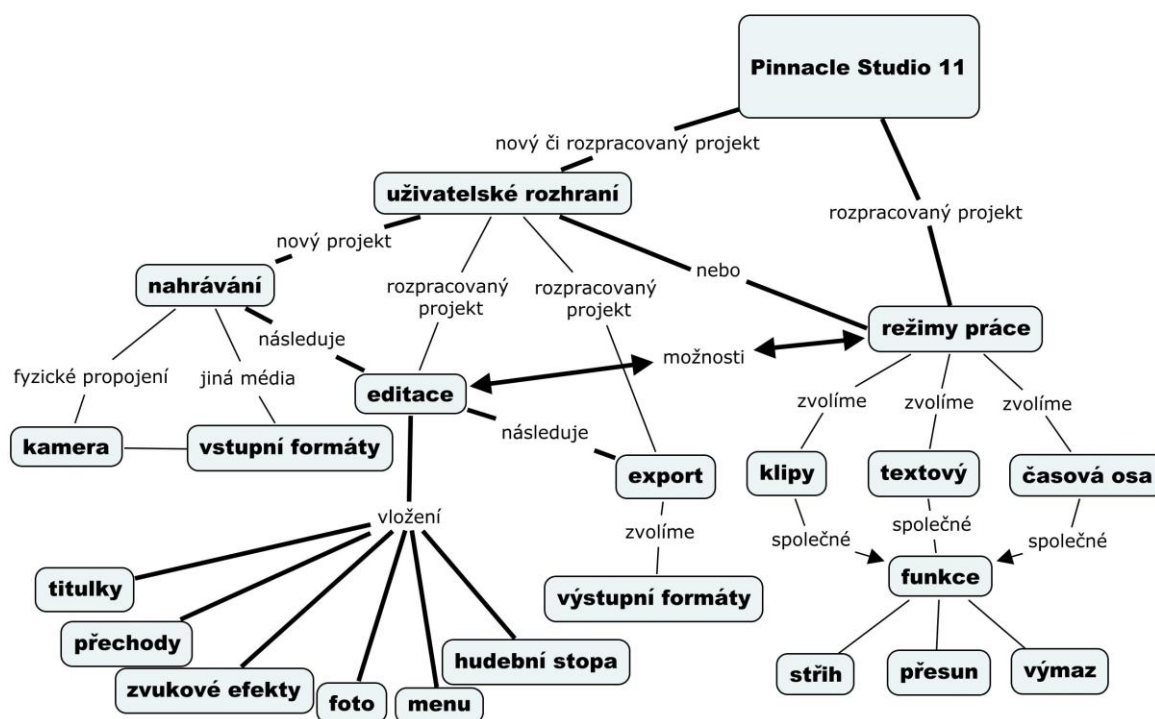 Pinnacle Studio 11
nový či rozpracovaný projekt
uživatelské rozhraní
rozpracovaný projekt
nový projekt
nebo
nahrávání
rozpracovaný
projekt
rozpracovaný
projekt
režimy práce
následuje
možnosti
fyzické propojení
jiná média
editace
zvolíme
zvolíme
zvolíme
kamera
vstupní formáty
následuje
export
klipy
textový
časová osa
vložení
zvolíme
společné
společné
společné
titulky
výstupní formáty
funkce
přechody
hudební stopa
zvukové efekty
foto
menu
střih
přesun
výmaz